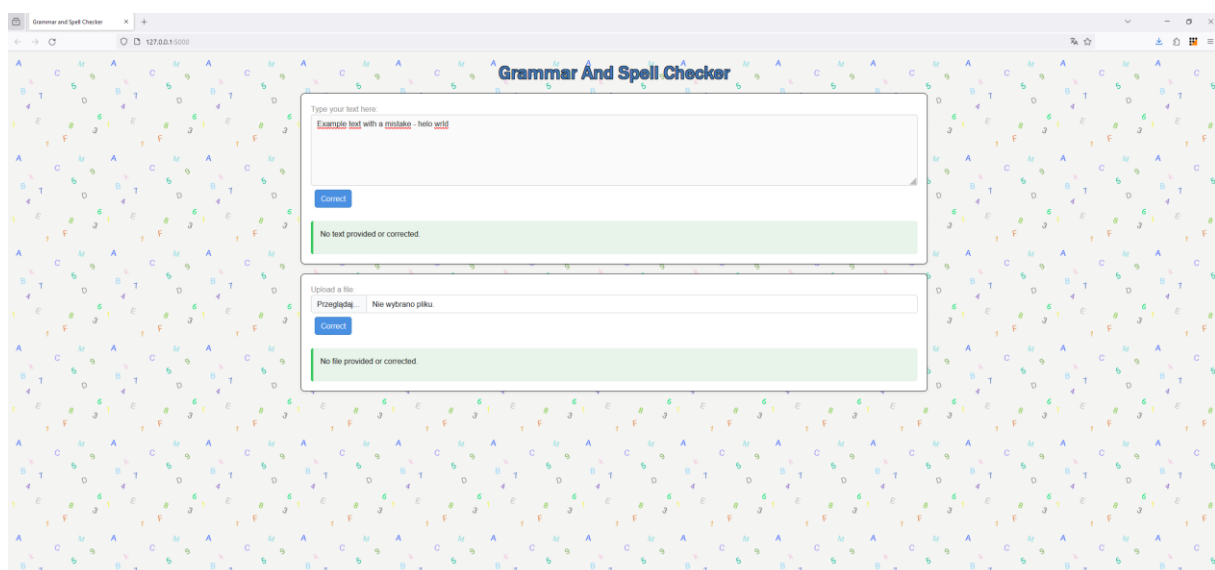 Grammar and Spell Checker
127.0.0.1:5000
Grammar And Spell Checker
Type your text here:
Example text with a mistake - helo wrld
Correct
No text provided or corrected.
Upload a file:
Przeglądaj... Nie wybrano pliku.
Correct
No file provided or corrected.